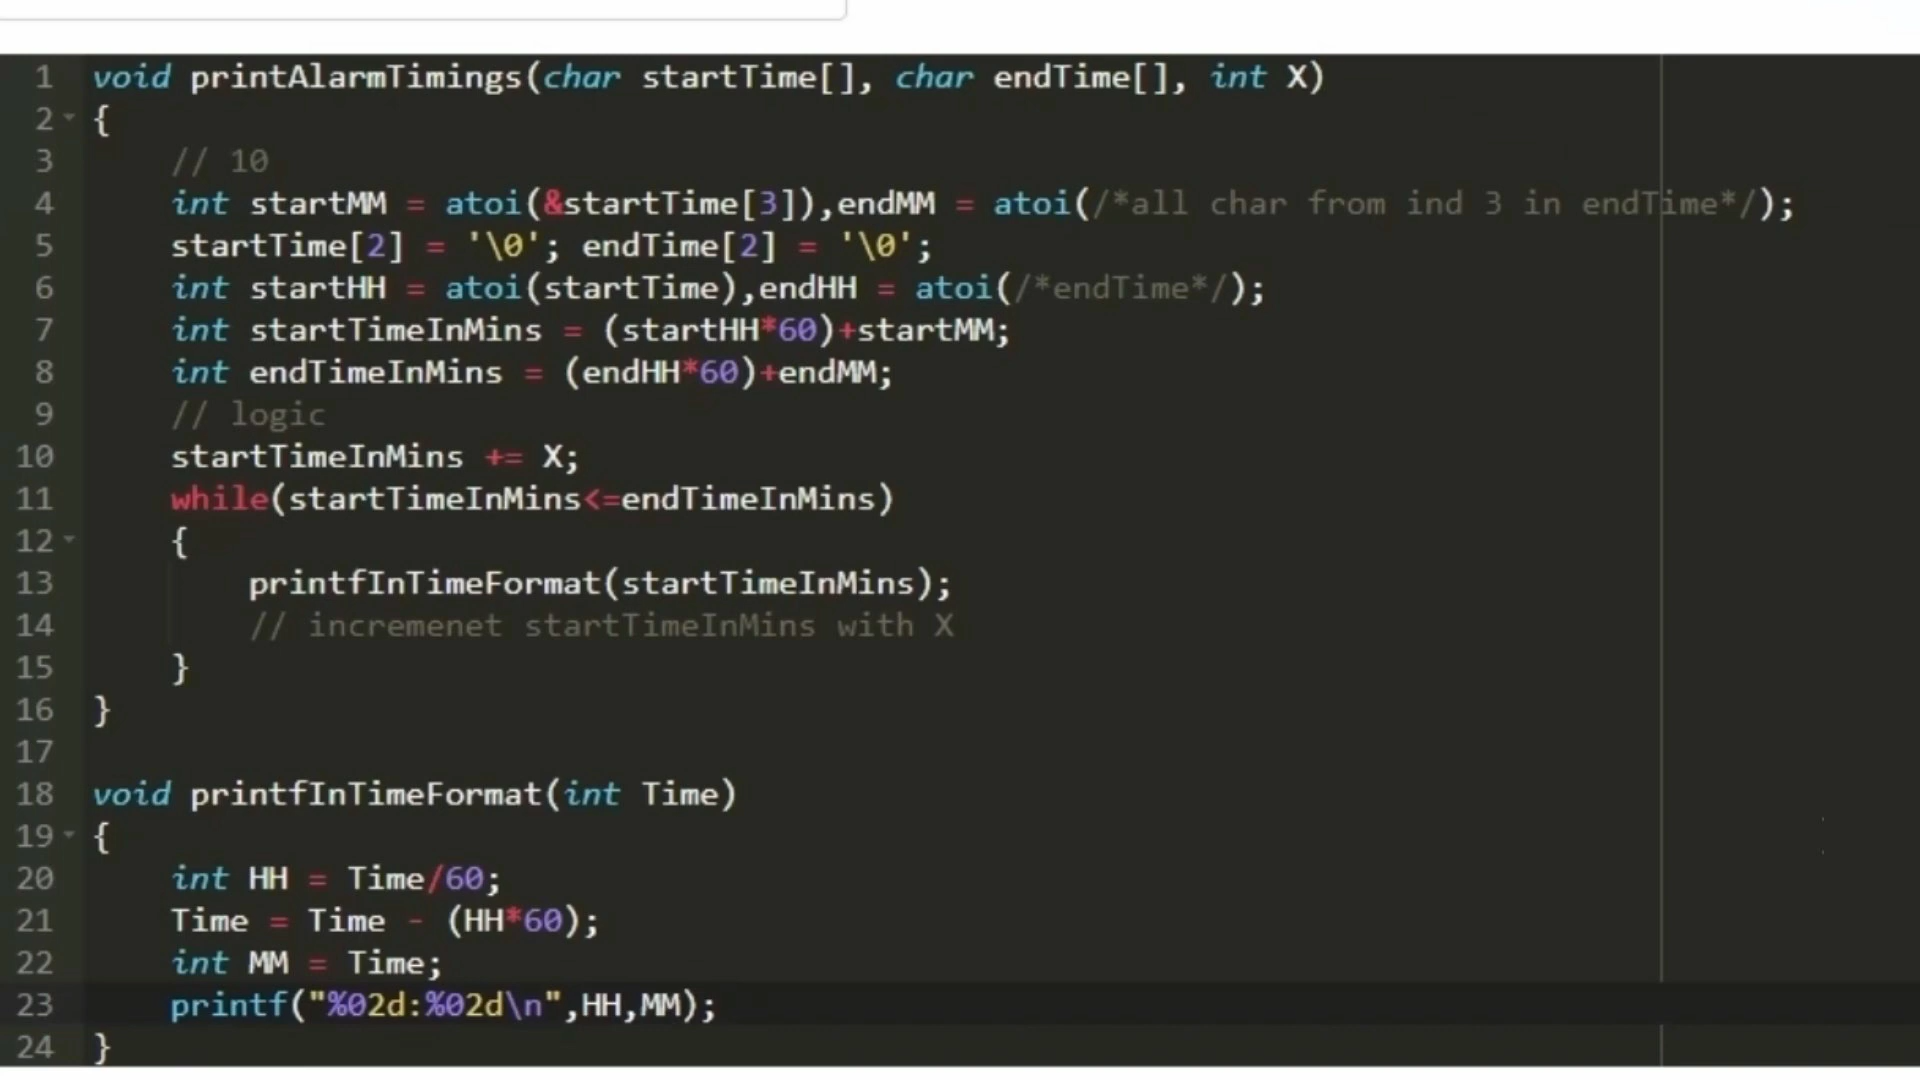 1 void printAlarmTimings(char startTime[], char endTime[], int X)
2 {
3 // 10
4 int startMM = atoi(&startTime[3]),endMM = atoi(/*all char from ind 3 in endTime*/);
5 startTime[2] = '\0'; endTime[2] = '\0';
6 int startHH = atoi(startTime),endHH = atoi(/*endTime*/);
7 int startTimeInMins = (startHH*60)+startMM;
8 int endTimeInMins = (endHH*60)+endMM;
9 // logic
10 startTimeInMins += X;
11 while(startTimeInMins<=endTimeInMins)
12 {
13 printfInTimeFormat(startTimeInMins);
14 // incremenet startTimeInMins with X
15 }
16 }
17
18 void printfInTimeFormat(int Time)
19 {
20 int HH = Time/60;
21 Time = Time - (HH*60);
22 int MM = Time;
23 printf("%02d:%02d\n",HH,MM);
24 }